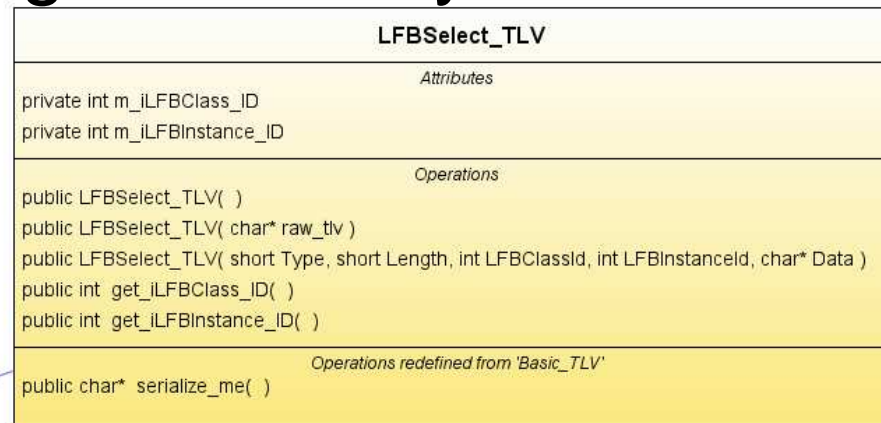 LFBSelect_TLV
Attributes
private int m_iLFBClass_ID
private int m_iLFBInstance_ID
Operations
public LFBSelect_TLV( )
public LFBSelect_TLV( char* raw_tlv )
public LFBSelect_TLV( short Type, short Length, int LFBClassId, int LFBInstanceId, char* Data )
public int get_iLFBClass_ID( )
public int get_iLFBInstance_ID( )
Operations redefined from 'Basic_TLV'
public char* serialize_me( )